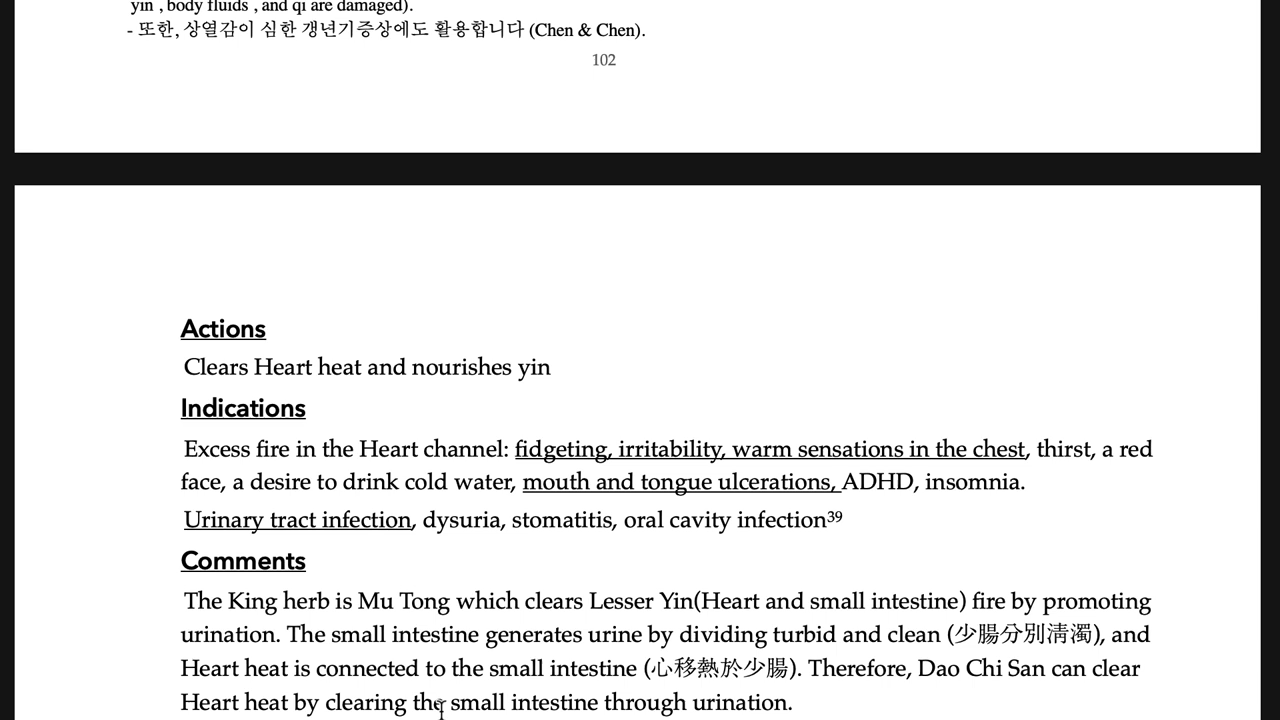 yin , body fluids , and qi are damaged).
- 또한, 상열감이 심한 갱년기증상에도 활용합니다 (Chen & Chen).
102
Actions
Clears Heart heat and nourishes yin
Indications
Excess fire in the Heart channel: fidgeting, irritability, warm sensations in the chest, thirst, a red
face, a desire to drink cold water, mouth and tongue ulcerations, ADHD, insomnia.
Urinary tract infection, dysuria, stomatitis, oral cavity infection³⁹
Comments
The King herb is Mu Tong which clears Lesser Yin(Heart and small intestine) fire by promoting
urination. The small intestine generates urine by dividing turbid and clean (少腸分別淸濁), and
Heart heat is connected to the small intestine (心移熱於少腸). Therefore, Dao Chi San can clear
Heart heat by clearing the small intestine through urination.